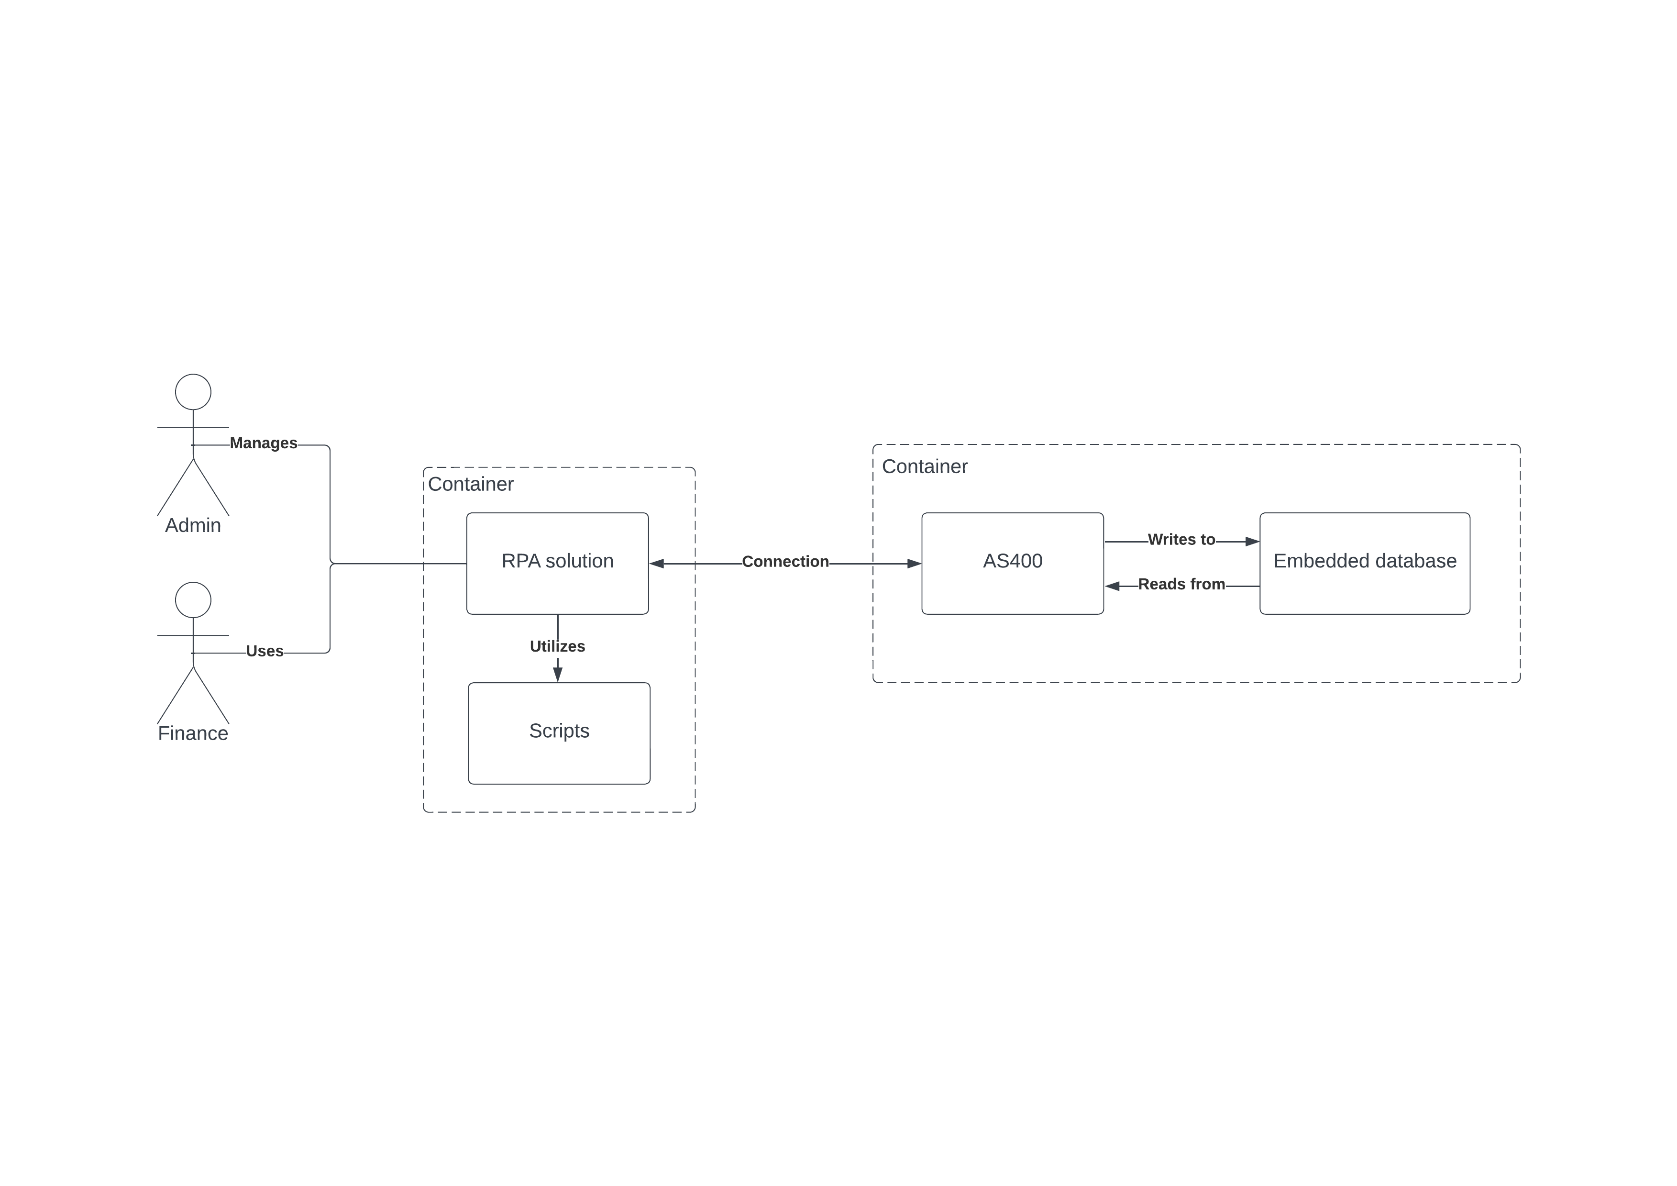 Manages
Admin
Uses
Finance
Container
RPA solution
Utilizes
Scripts
Connection
Container
AS400
Writes to
Reads from
Embedded database